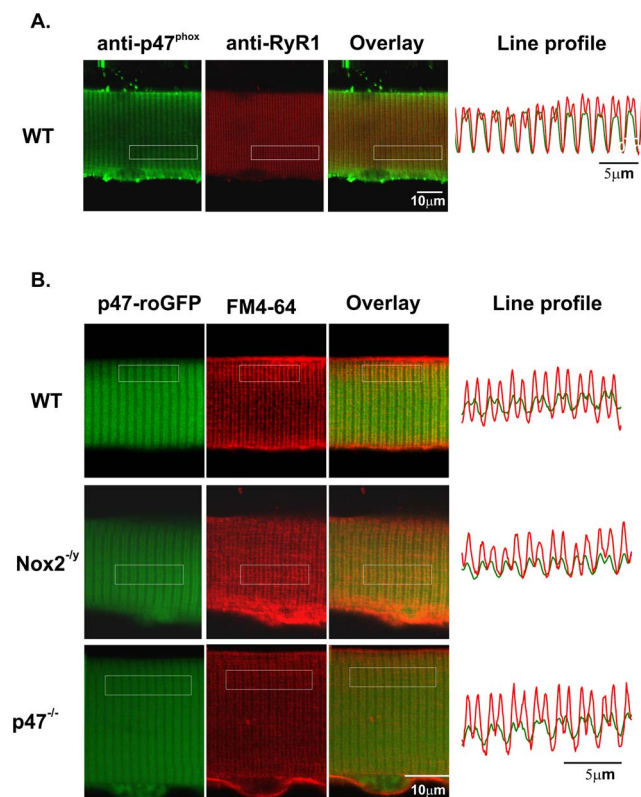 A.
anti-p47phox anti-RyR1 Overlay Line profile
WT
10μm
5μm
B.
p47-roGFP FM4-64 Overlay Line profile
WT
Nox2-/y
p47-/-
10μm
5μm